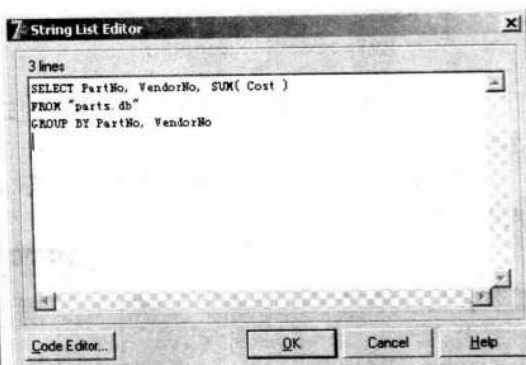 7 String List Editor
3 lines
SELECT PartNo, VendorNo, SUM( Cost )
FROM "parts.db"
GROUP BY PartNo, VendorNo
Code Editor...
OK
Cancel
Help